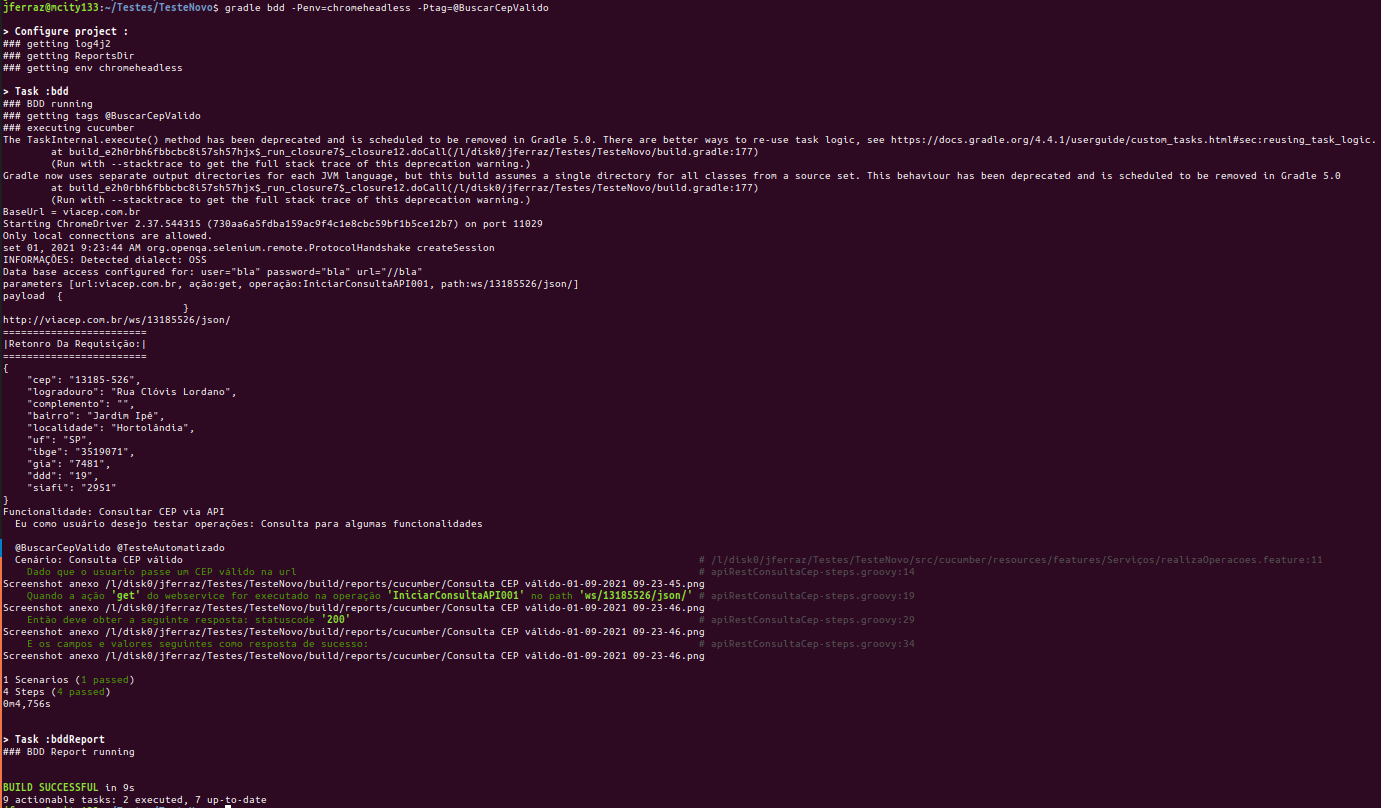 jferraz@mcity133:~/Testes/TesteNovo$ gradle bdd -Penv=chromeheadless -Ptag=@BuscarCepValido
> Configure project :
### getting log4j2
### getting ReportsDir
### getting env chromeheadless
> Task :bdd
### BDD running
### getting tags @BuscarCepValido
### executing cucumber
The TaskInternal.execute() method has been deprecated and is scheduled to be removed in Gradle 5.0. There are better ways to re-use task logic, see https://docs.gradle.org/4.4.1/userguide/custom_tasks.html#sec:reusing_task_logic.
at build_e2h0rbh6fbbcbc8i57sh57hjx$_run_closure7$_closure12.doCall(/l/disk0/jferraz/Testes/TesteNovo/build.gradle:177)
(Run with --stacktrace to get the full stack trace of this deprecation warning.)
Gradle now uses separate output directories for each JVM language, but this build assumes a single directory for all classes from a source set. This behaviour has been deprecated and is scheduled to be removed in Gradle 5.0
at build_e2h0rbh6fbbcbc8i57sh57hjx$_run_closure7$_closure12.doCall(/l/disk0/jferraz/Testes/TesteNovo/build.gradle:177)
(Run with --stacktrace to get the full stack trace of this deprecation warning.)
BaseUrl = viacep.com.br
Starting ChromeDriver 2.37.544315 (730aa6a5fdba159ac9f4c1e8cbc59bf1b5ce12b7) on port 11029
Only local connections are allowed.
set 01, 2021 9:23:44 AM org.openqa.selenium.remote.ProtocolHandshake createSession
INFORMAÇÕES: Detected dialect: OSS
Data base access configured for: user="bla" password="bla" url="//bla"
parameters [url:viacep.com.br, ação:get, operação:IniciarConsultaAPI001, path:ws/13185526/json/]
payload  {
}
http://viacep.com.br/ws/13185526/json/
========================
|Retonro Da Requisição:|
========================
{
"cep": "13185-526",
"logradouro": "Rua Clóvis Lordano",
"complemento": "",
"bairro": "Jardim Ipê",
"localidade": "Hortolândia",
"uf": "SP",
"ibge": "3519071",
"gia": "7481",
"ddd": "19",
"siafi": "2951"
}
Funcionalidade: Consultar CEP via API
Eu como usuário desejo testar operações: Consulta para algumas funcionalidades
@BuscarCepValido @TesteAutomatizado
Cenário: Consulta CEP válido # /l/disk0/jferraz/Testes/TesteNovo/src/cucumber/resources/features/Serviços/realizaOperacoes.feature:11
Dado que o usuario passe um CEP válido na url # apiRestConsultaCep-steps.groovy:14
Screenshot anexo /l/disk0/jferraz/Testes/TesteNovo/build/reports/cucumber/Consulta CEP válido-01-09-2021 09-23-45.png
Quando a ação 'get' do webservice for executado na operação 'IniciarConsultaAPI001' no path 'ws/13185526/json/' # apiRestConsultaCep-steps.groovy:19
Screenshot anexo /l/disk0/jferraz/Testes/TesteNovo/build/reports/cucumber/Consulta CEP válido-01-09-2021 09-23-46.png
Então deve obter a seguinte resposta: statuscode '200' # apiRestConsultaCep-steps.groovy:29
Screenshot anexo /l/disk0/jferraz/Testes/TesteNovo/build/reports/cucumber/Consulta CEP válido-01-09-2021 09-23-46.png
E os campos e valores seguintes como resposta de sucesso: # apiRestConsultaCep-steps.groovy:34
Screenshot anexo /l/disk0/jferraz/Testes/TesteNovo/build/reports/cucumber/Consulta CEP válido-01-09-2021 09-23-46.png
1 Scenarios (1 passed)
4 Steps (4 passed)
0m4,756s
> Task :bddReport
### BDD Report running
BUILD SUCCESSFUL in 9s
9 actionable tasks: 2 executed, 7 up-to-date